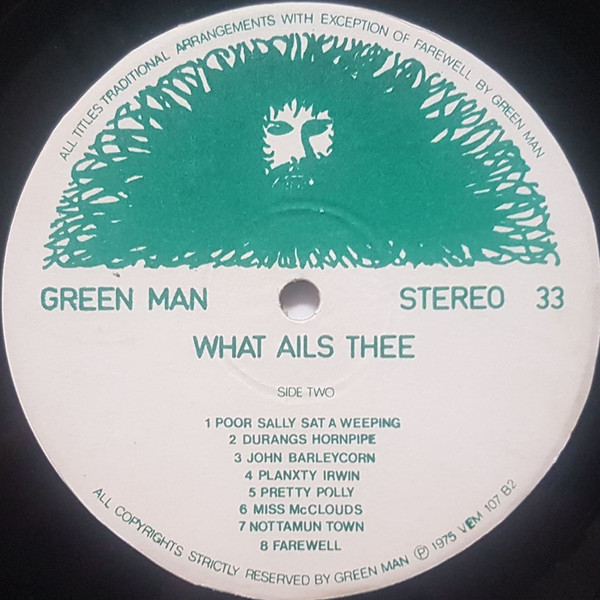 ALL TITLES TRADITIONAL ARRANGEMENTS WITH EXCEPTION OF FAREWELL BY GREEN MAN
GREEN MAN STEREO 33
WHAT AILS THEE
SIDE TWO
1 POOR SALLY SAT A WEEPING
2 DURANGS HORNPIPE
3 JOHN BARLEYCORN
4 PLANXTY IRWIN
5 PRETTY POLLY
6 MISS McCLOUDS
7 NOTTAMUN TOWN
8 FAREWELL
ALL COPYRIGHTS STRICTLY RESERVED BY GREEN MAN ℗ 1975 VEM 107 B2